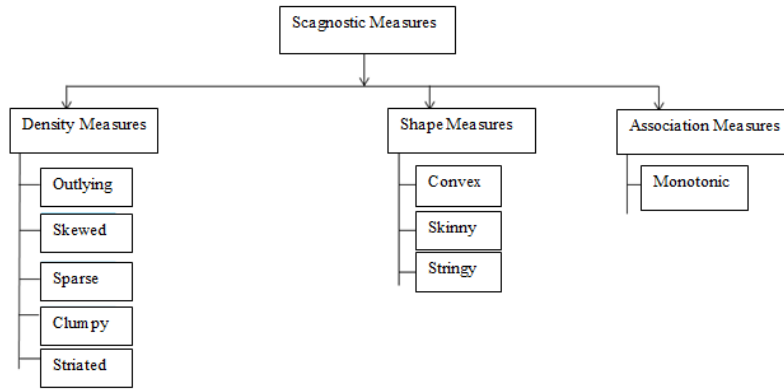 Scagnostic Measures
Density Measures
Shape Measures
Association Measures
Outlying
Skewed
Sparse
Clumpy
Striated
Convex
Skinny
Stringy
Monotonic